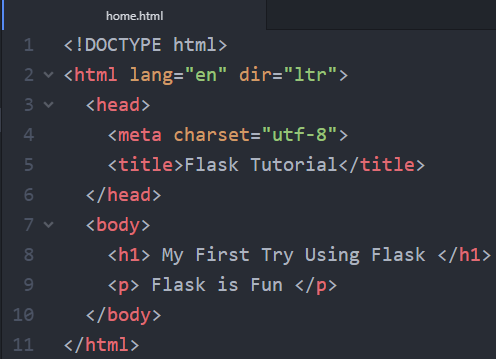 home.html
1 <!DOCTYPE html>
2 <html lang="en" dir="ltr">
3   <head>
4     <meta charset="utf-8">
5     <title>Flask Tutorial</title>
6   </head>
7   <body>
8     <h1> My First Try Using Flask </h1>
9     <p> Flask is Fun </p>
10   </body>
11 </html>